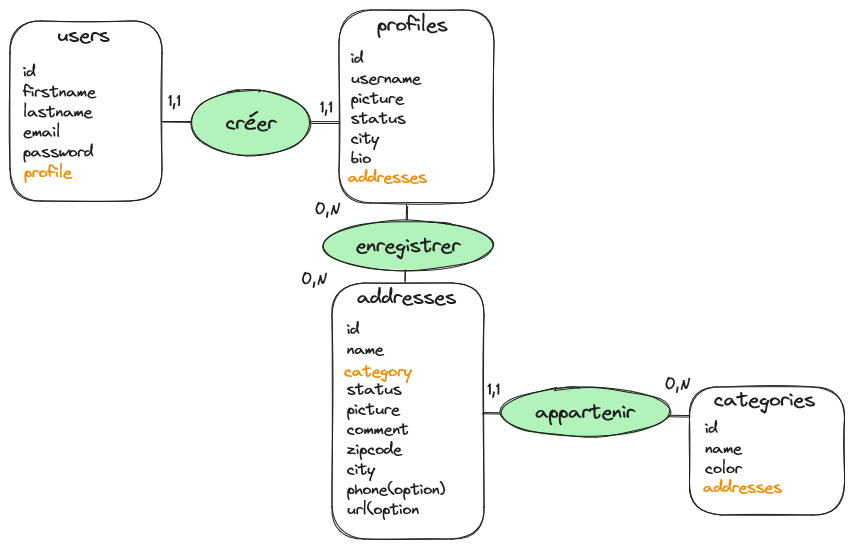 users
id
firstname
lastname
email
password
profile
1,1
créer
1,1
profiles
id
username
picture
status
city
bio
addresses
0,N
enregistrer
0,N
addresses
id
name
category
status
picture
comment
zipcode
city
phone(option)
url(option
1,1
appartenir
0,N
categories
id
name
color
addresses